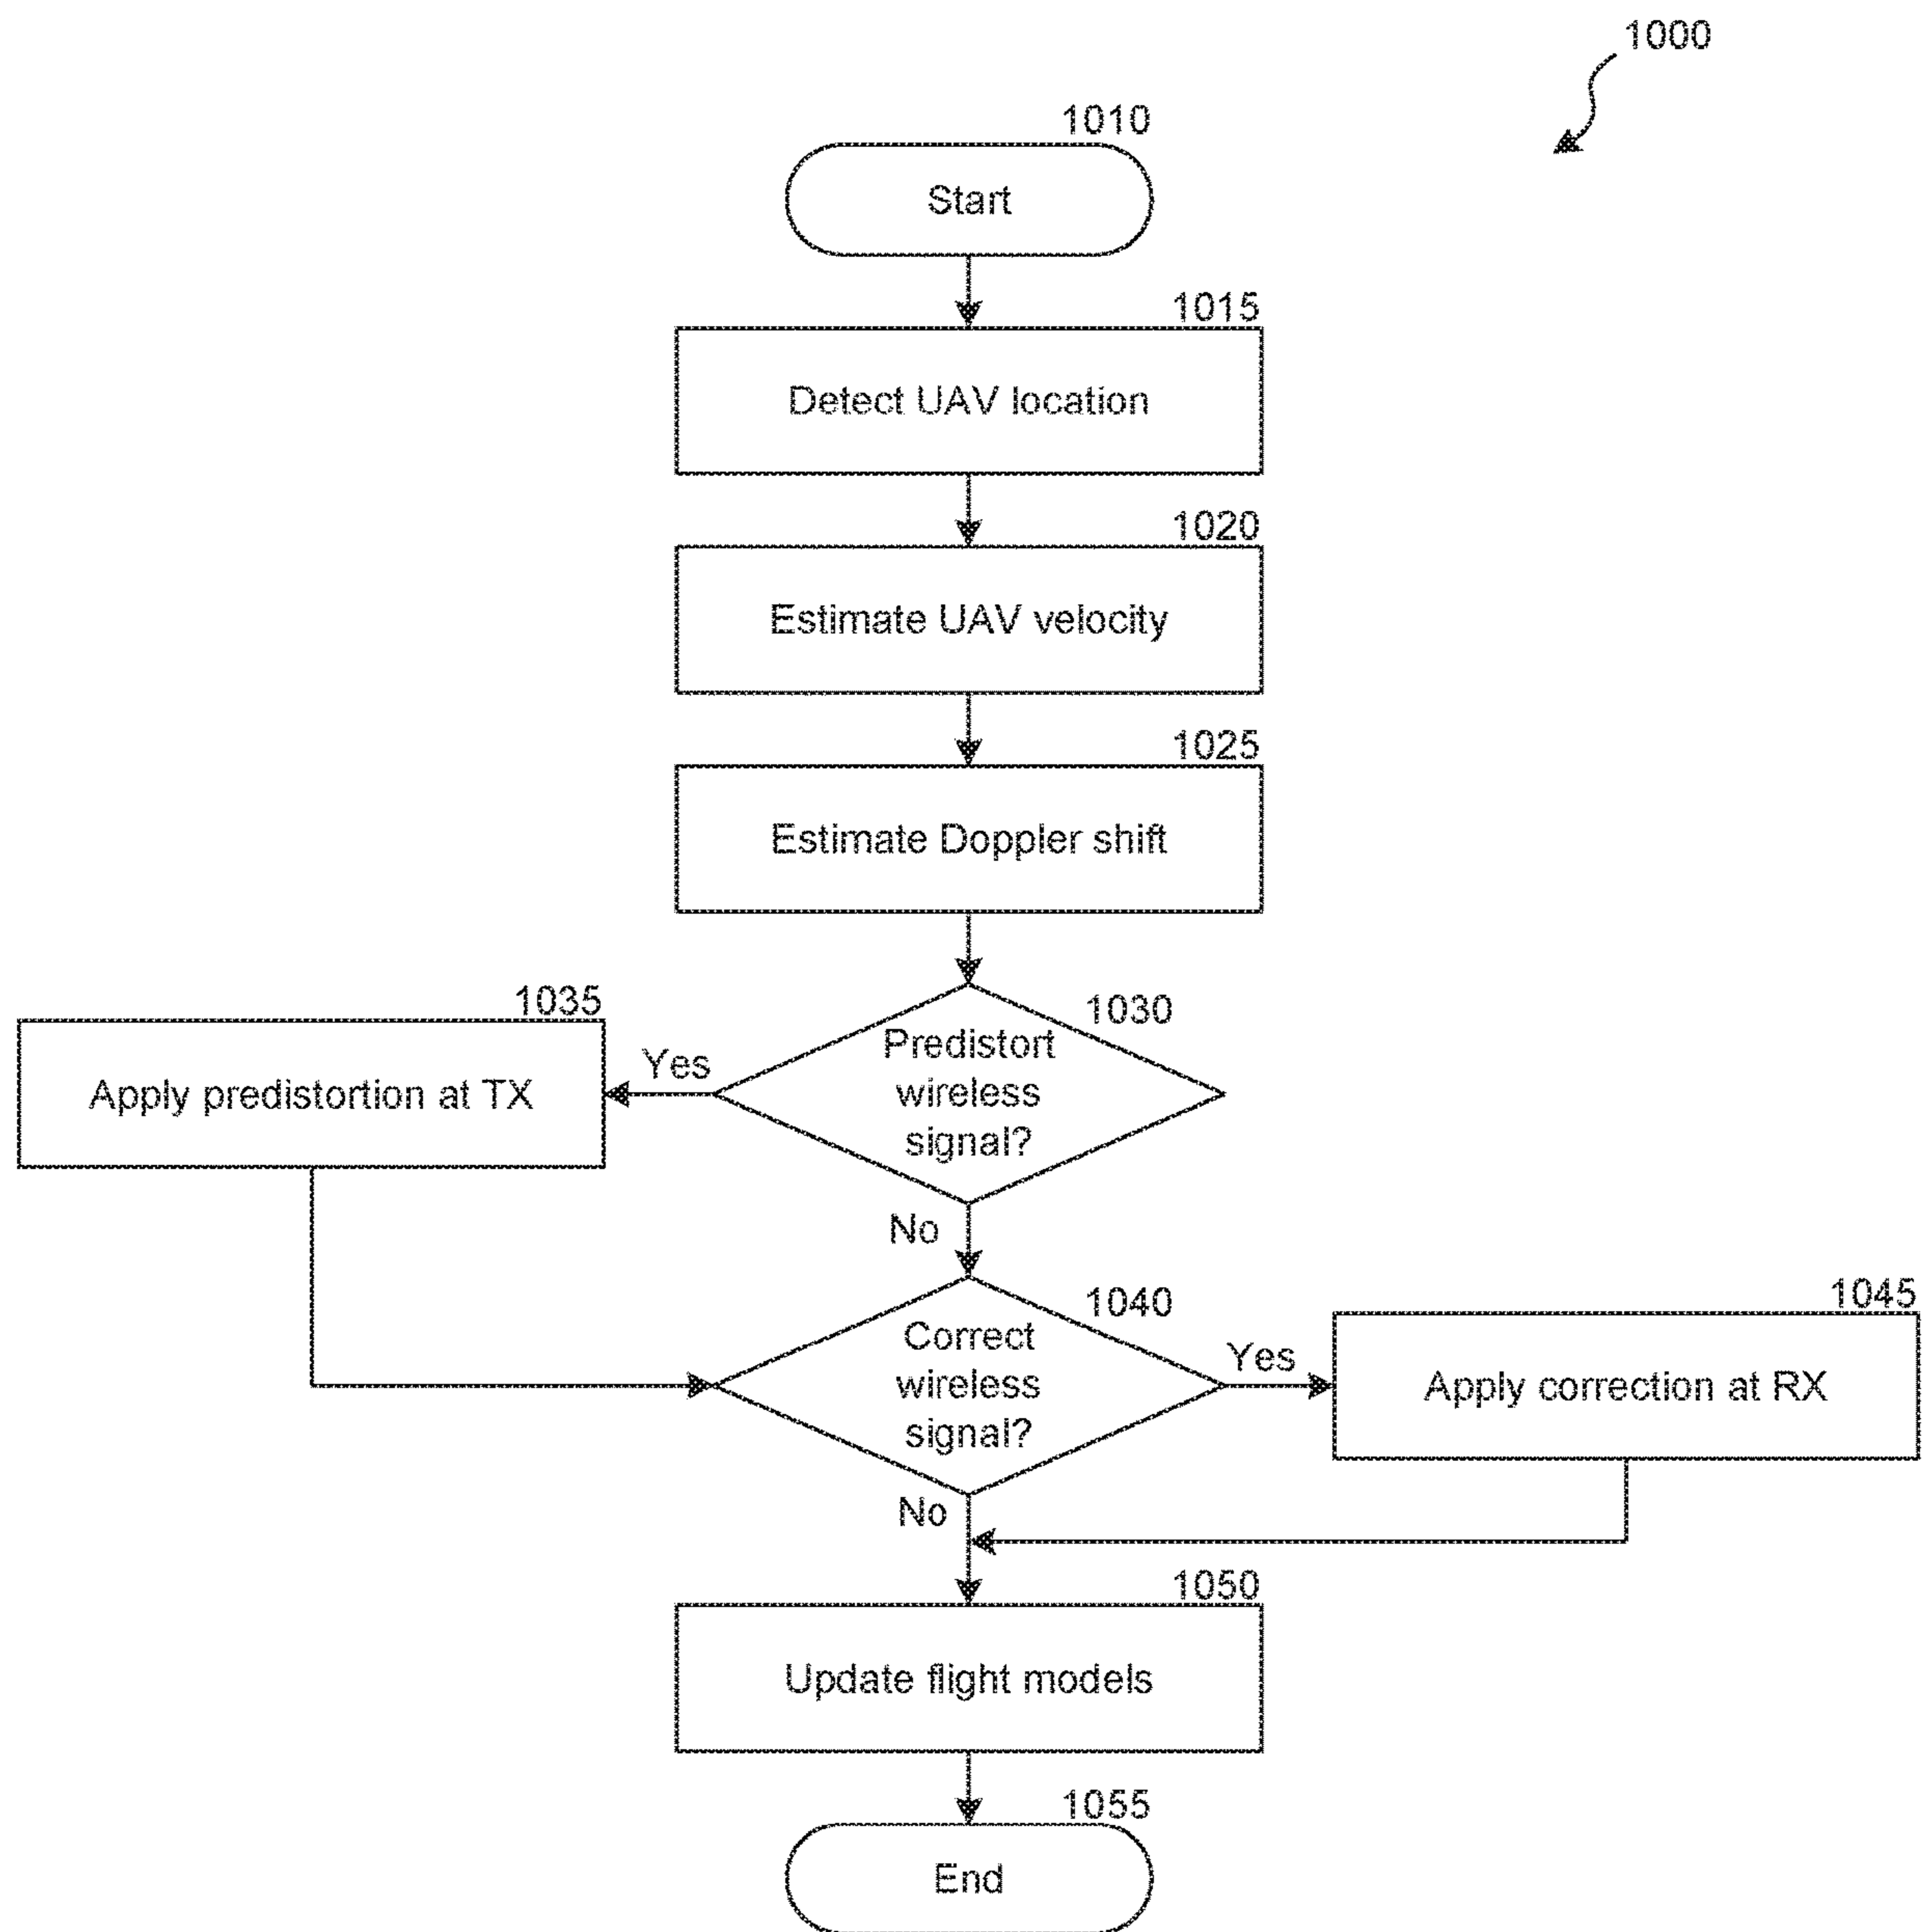 1000
1010
Start
1015
Detect UAV location
1020
Estimate UAV velocity
1025
Estimate Doppler shift
1030
Predistort
wireless
signal?
Yes
1035
Apply predistortion at TX
No
1040
Correct
wireless
signal?
Yes
1045
Apply correction at RX
No
1050
Update flight models
1055
End